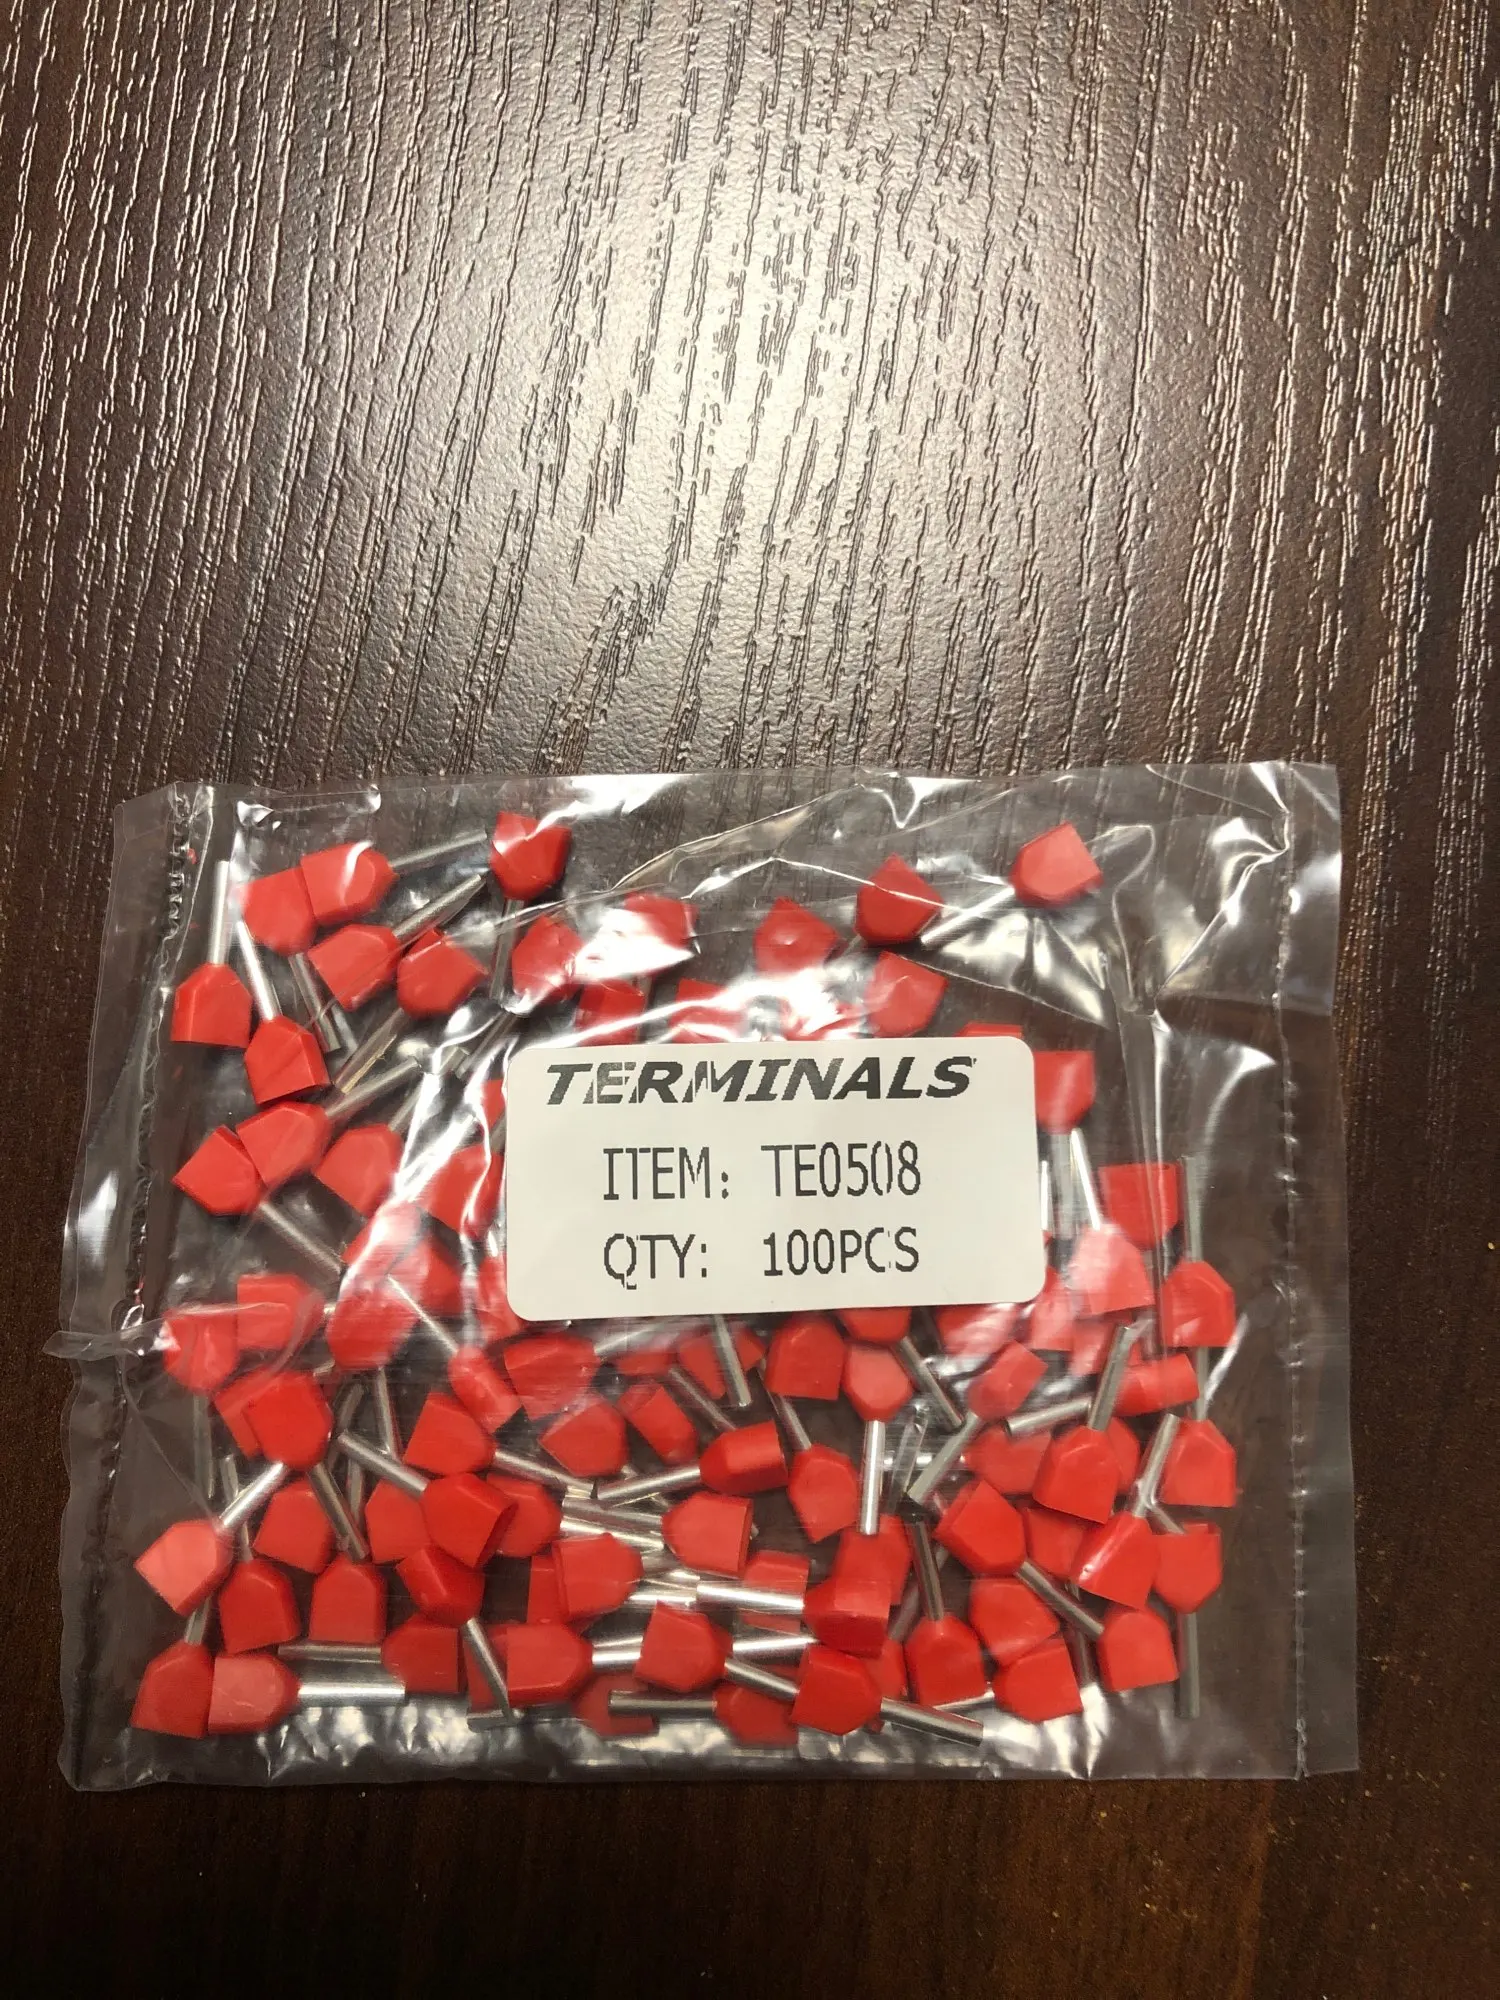 TERMINALS
ITEM: TE0508
QTY: 100PCS